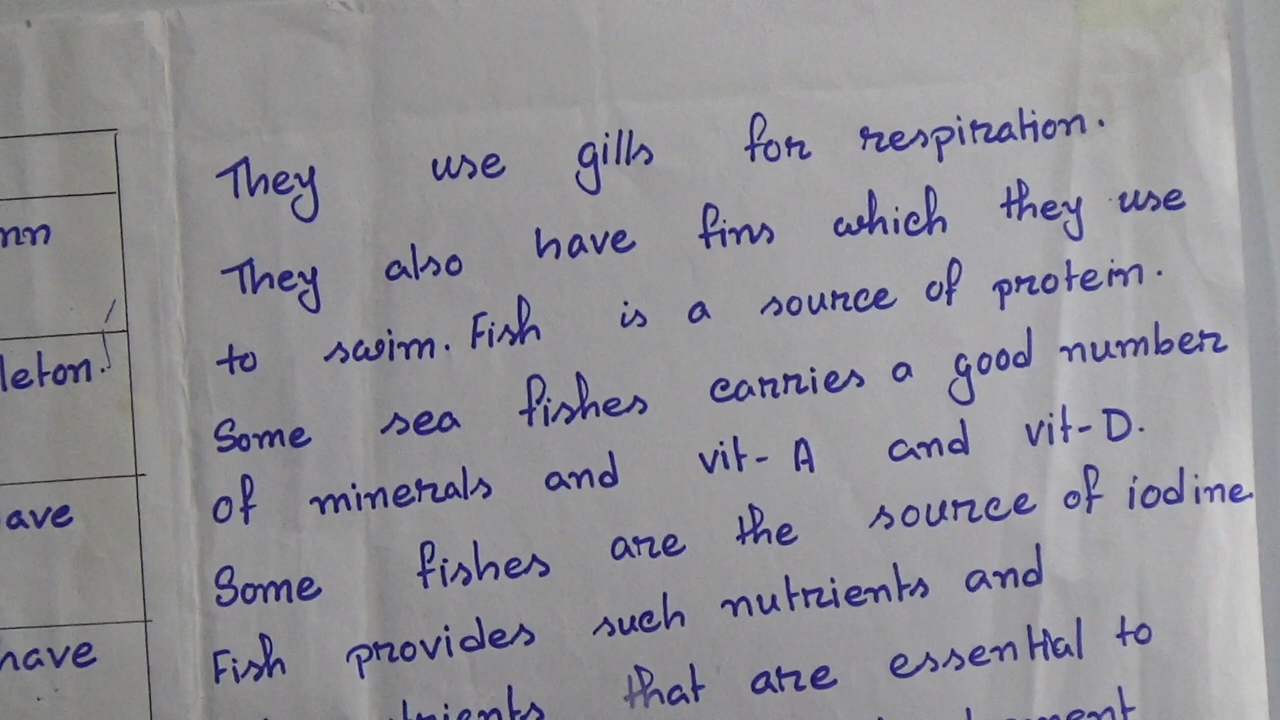 They use gills for respiration.
They also have fins which they use
to swim. Fish is a source of protein.
Some sea fishes carries a good number
of minerals and vit-A and vit-D.
Some fishes are the source of iodine
Fish provides such nutrients and
that are essential to
leton.
ave
have